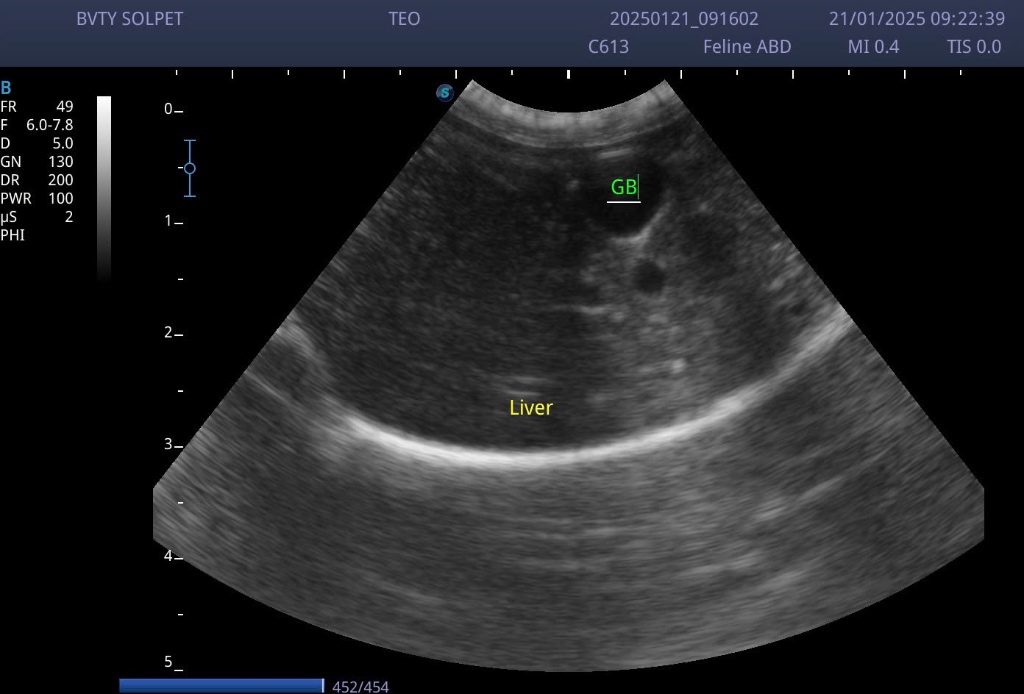 BVTY SOLPET TEO 20250121_091602 21/01/2025 09:22:39
C613 Feline ABD MI 0.4 TIS 0.0
B
FR 49
F 6.0-7.8
D 5.0
GN 130
DR 200
PWR 100
µS 2
PHI
S
0
GB
1
2
Liver
3
4
5
452/454